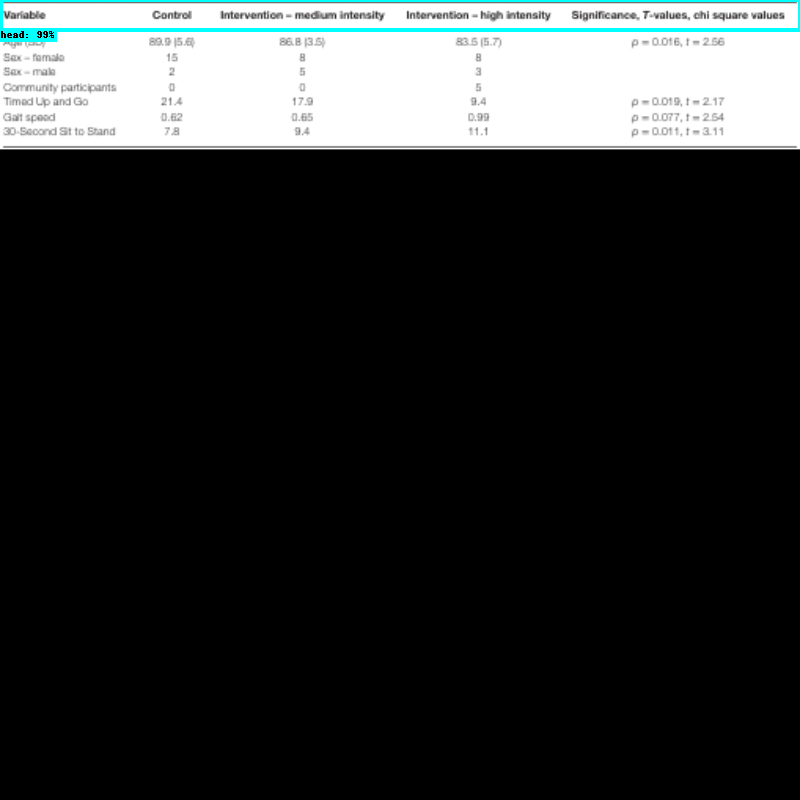 Variable Control Intervention – medium intensity Intervention – high intensity Significance, T-values, chi square values
head: 99%
Age (SD) 89.9 (5.6) 86.8 (3.5) 83.5 (5.7) ρ = 0.016, t = 2.56
Sex – female 15 8 8
Sex – male 2 5 3
Community participants 0 0 5
Timed Up and Go 21.4 17.9 9.4 ρ = 0.019, t = 2.17
Gait speed 0.62 0.65 0.99 ρ = 0.077, t = 2.54
30-Second Sit to Stand 7.8 9.4 11.1 ρ = 0.011, t = 3.11